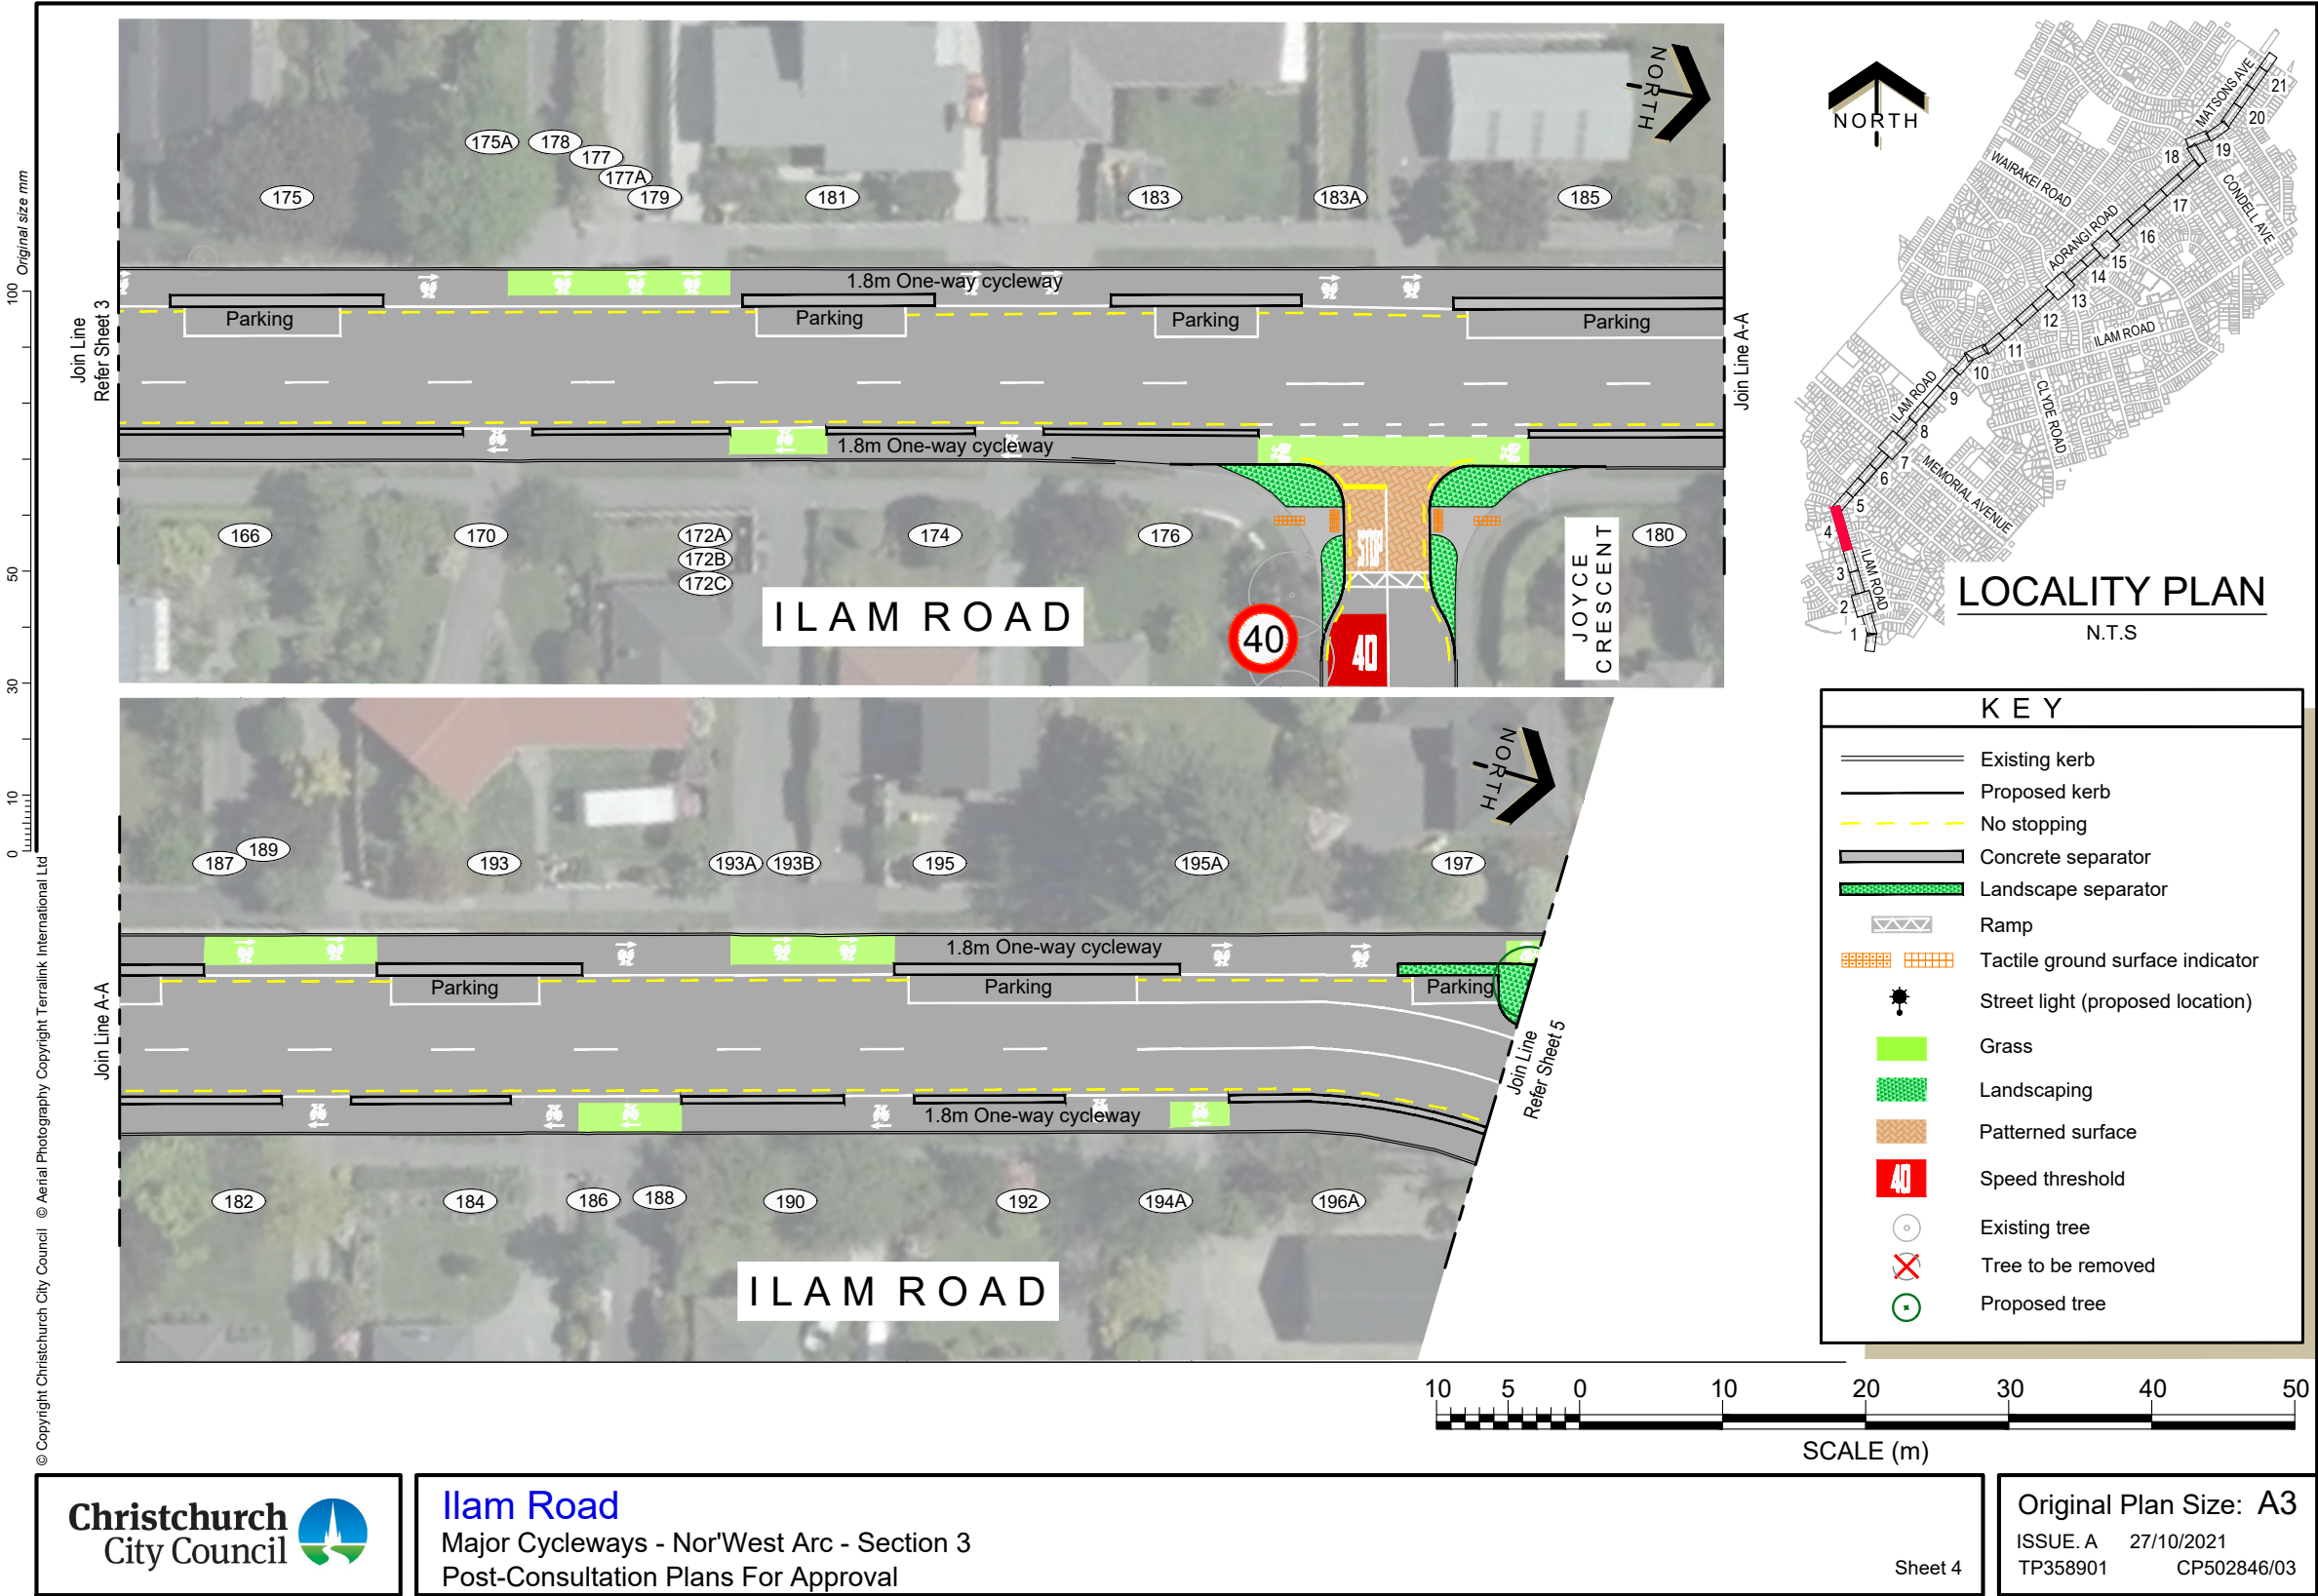 175A
178
177
177A
179
175
181
183
183A
185
NORTH
1.8m One-way cycleway
Parking
Parking
Parking
Parking
Join Line
Refer Sheet 3
Join Line A-A
1.8m One-way cycleway
166
170
172A
172B
172C
174
176
180
STOP
40
40
ILAM ROAD
JOYCE
CRESCENT
NORTH
187
189
193
193A
193B
195
195A
197
1.8m One-way cycleway
Parking
Parking
Parking
Join Line A-A
Join Line
Refer Sheet 5
1.8m One-way cycleway
182
184
186
188
190
192
194A
196A
ILAM ROAD
NORTH
MATSONS AVE
21
20
19
18
WAIRAKEI ROAD
CONDELL AVE
17
16
AORANGI ROAD
15
14
13
12
ILAM ROAD
11
10
CLYDE ROAD
ILAM ROAD
9
8
7
MEMORIAL AVENUE
6
5
4
ILAM ROAD
3
2
1
LOCALITY PLAN
N.T.S
KEY
Existing kerb
Proposed kerb
No stopping
Concrete separator
Landscape separator
Ramp
Tactile ground surface indicator
Street light (proposed location)
Grass
Landscaping
Patterned surface
40
Speed threshold
Existing tree
Tree to be removed
Proposed tree
10 5 0 10 20 30 40 50
SCALE (m)
Original size mm
100
50
30
10
0
© Copyright Christchurch City Council © Aerial Photography Copyright Terralink International Ltd
Christchurch
City Council
Ilam Road
Major Cycleways - Nor'West Arc - Section 3
Post-Consultation Plans For Approval
Sheet 4
Original Plan Size: A3
ISSUE. A 27/10/2021
TP358901 CP502846/03